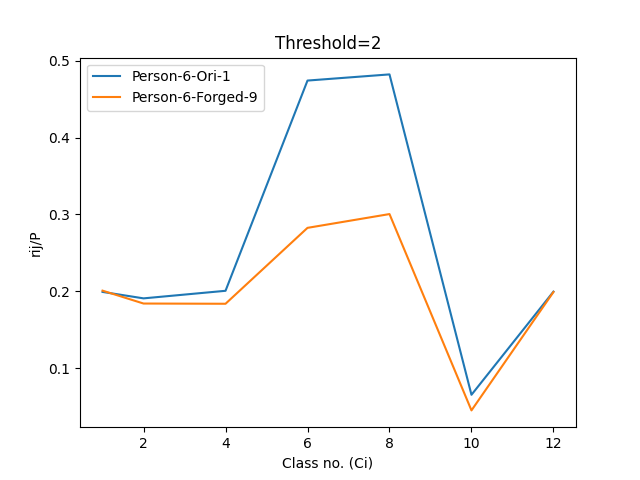 Threshold=2
Person-6-Ori-1
Person-6-Forged-9
0.5
0.4
0.3
0.2
0.1
rij/P
2 4 6 8 10 12
Class no. (Ci)